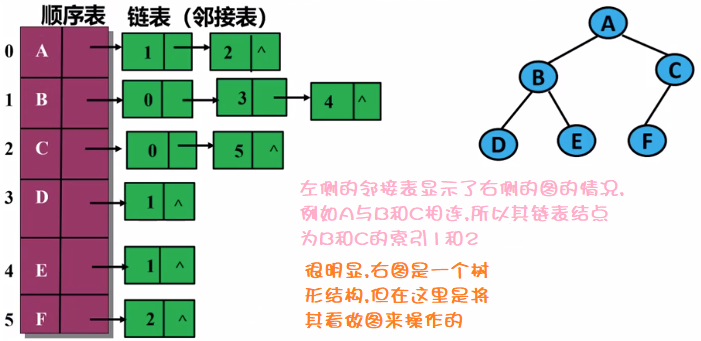 顺序表 链表（邻接表）
0 A 1 2 ^
1 B 0 3 4 ^
2 C 0 5 ^
3 D 1 ^
4 E 1 ^
5 F 2 ^
A
B C
D E F
左侧的邻接表显示了右侧的图的情况,
例如A与B和C相连,所以其链表结点
为B和C的索引1和2
很明显,右图是一个树
形结构,但在这里是将
其看做图来操作的